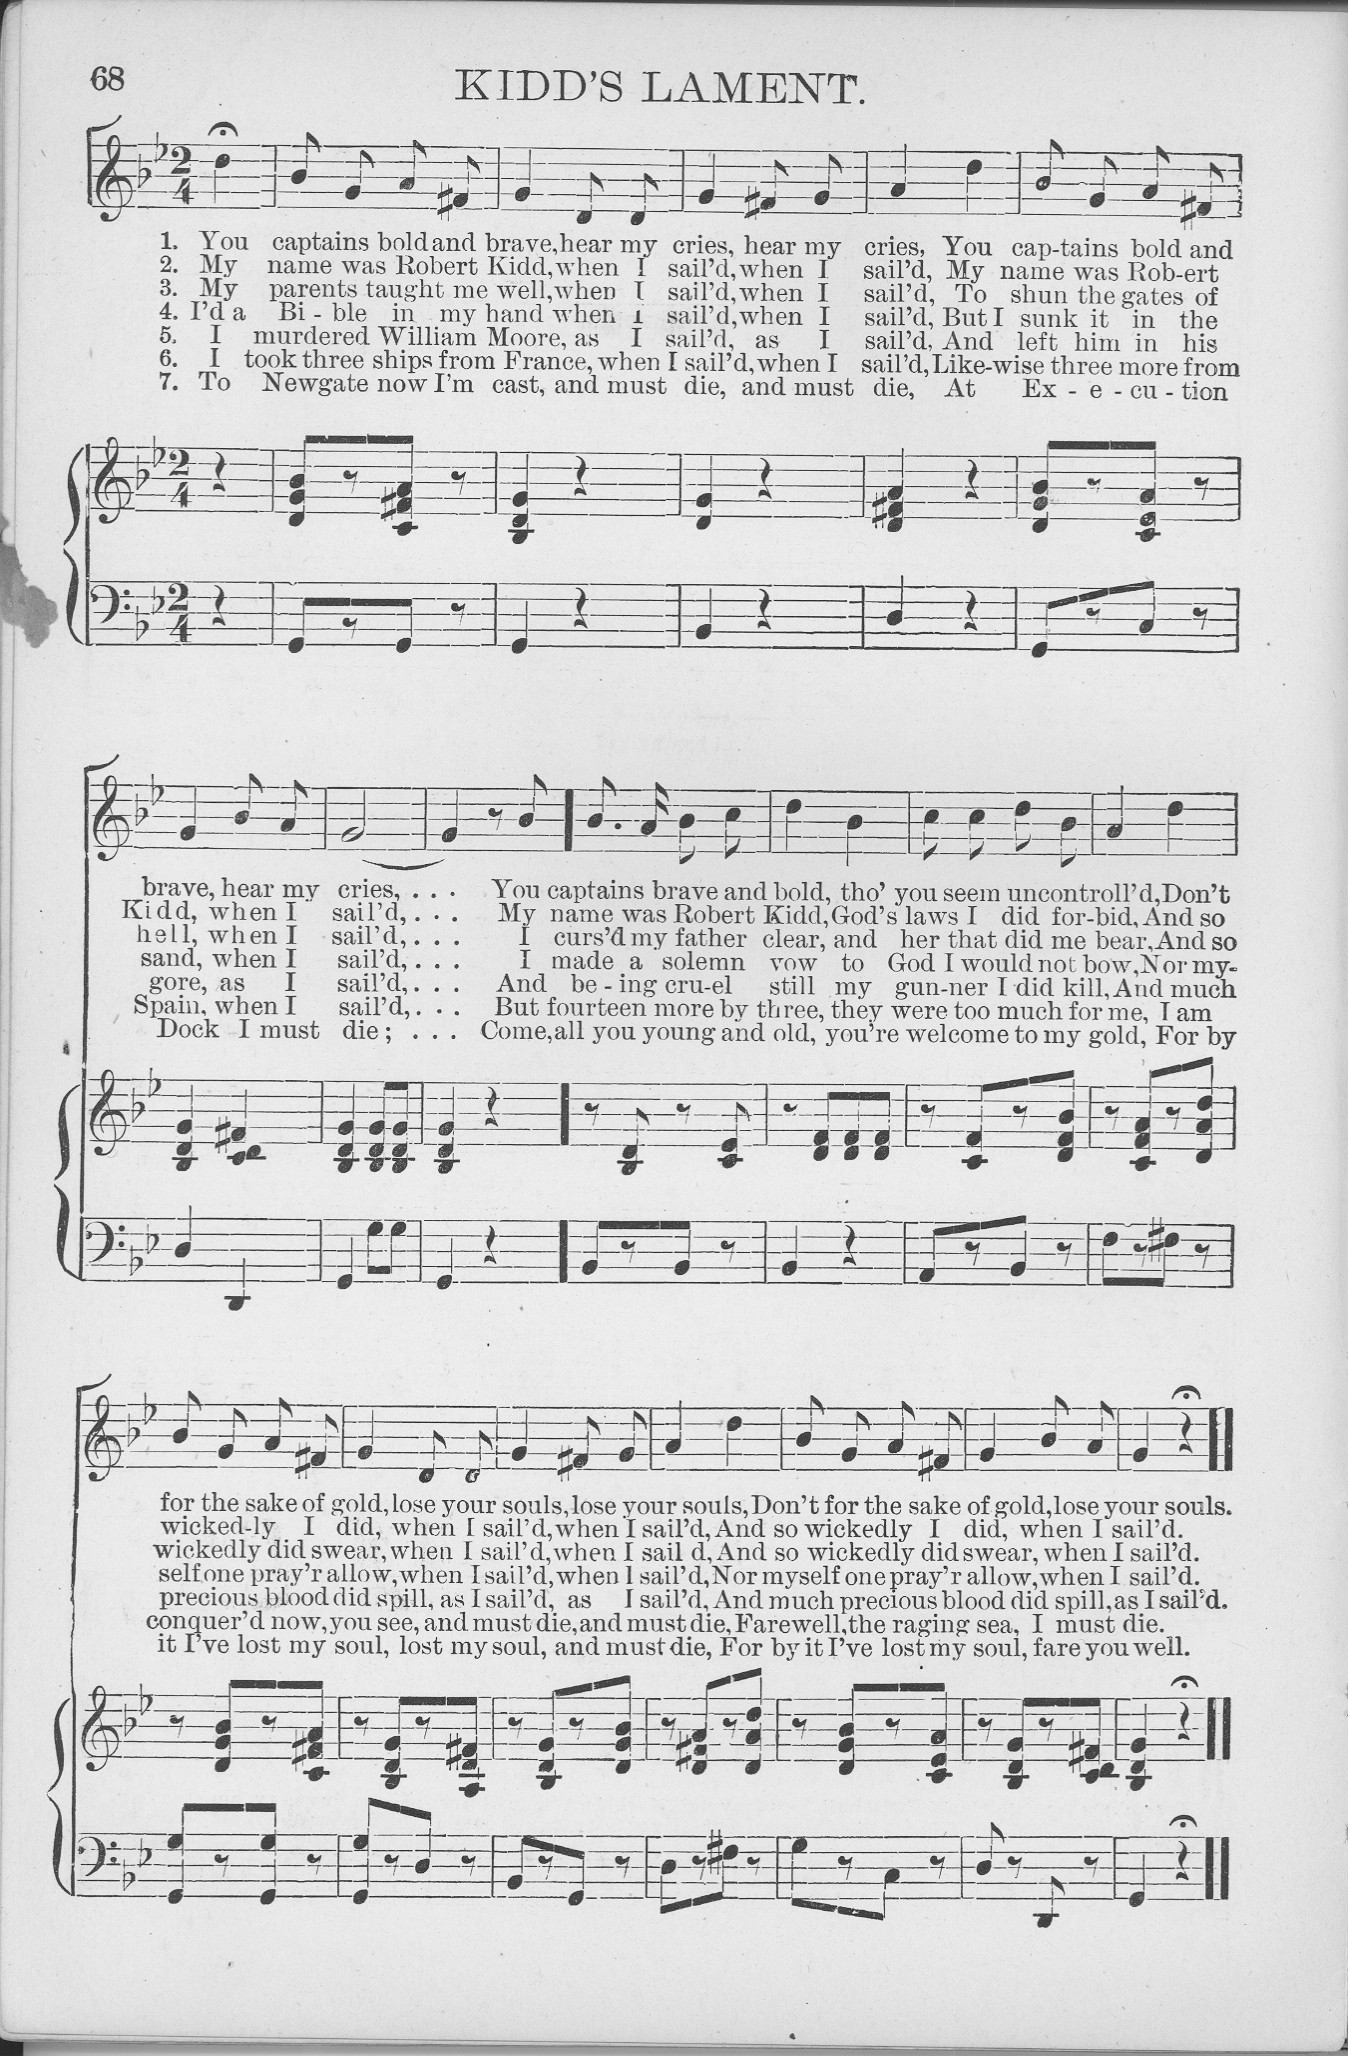 68
KIDD'S LAMENT.
1. You captains bold and brave, hear my cries, hear my cries, You cap-tains bold and
2. My name was Robert Kidd, when I sail'd, when I sail'd, My name was Rob-ert
3. My parents taught me well, when I sail'd, when I sail'd, To shun the gates of
4. I'd a Bi - ble in my hand when I sail'd, when I sail'd, But I sunk it in the
5. I murdered William Moore, as I sail'd, as I sail'd, And left him in his
6. I took three ships from France, when I sail'd, when I sail'd, Like-wise three more from
7. To Newgate now I'm cast, and must die, and must die, At Ex - e - cu - tion
brave, hear my cries, . . . You captains brave and bold, tho' you seem uncontroll'd, Don't
Kidd, when I sail'd, . . . My name was Robert Kidd, God's laws I did for-bid, And so
hell, when I sail'd, . . . I curs'd my father clear, and her that did me bear, And so
sand, when I sail'd, . . . I made a solemn vow to God I would not bow, Nor my-
gore, as I sail'd, . . . And be - ing cru-el still my gun-ner I did kill, And much
Spain, when I sail'd, . . . But fourteen more by three, they were too much for me, I am
Dock I must die; . . . Come, all you young and old, you're welcome to my gold, For by
for the sake of gold, lose your souls, lose your souls, Don't for the sake of gold, lose your souls.
wicked-ly I did, when I sail'd, when I sail'd, And so wickedly I did, when I sail'd.
wickedly did swear, when I sail'd, when I sail d, And so wickedly did swear, when I sail'd.
self one pray'r allow, when I sail'd, when I sail'd, Nor myself one pray'r allow, when I sail'd.
precious blood did spill, as I sail'd, as I sail'd, And much precious blood did spill, as I sail'd.
conquer'd now, you see, and must die, and must die, Farewell, the raging sea, I must die.
it I've lost my soul, lost my soul, and must die, For by it I've lost my soul, fare you well.